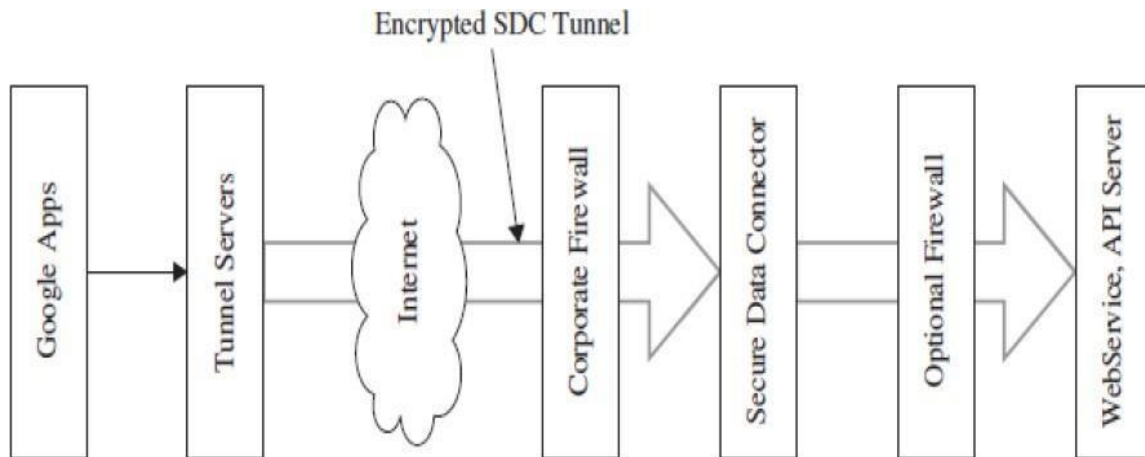 Encrypted SDC Tunnel
Google Apps
Tunnel Servers
Internet
Corporate Firewall
Secure Data Connector
Optional Firewall
WebService, API Server